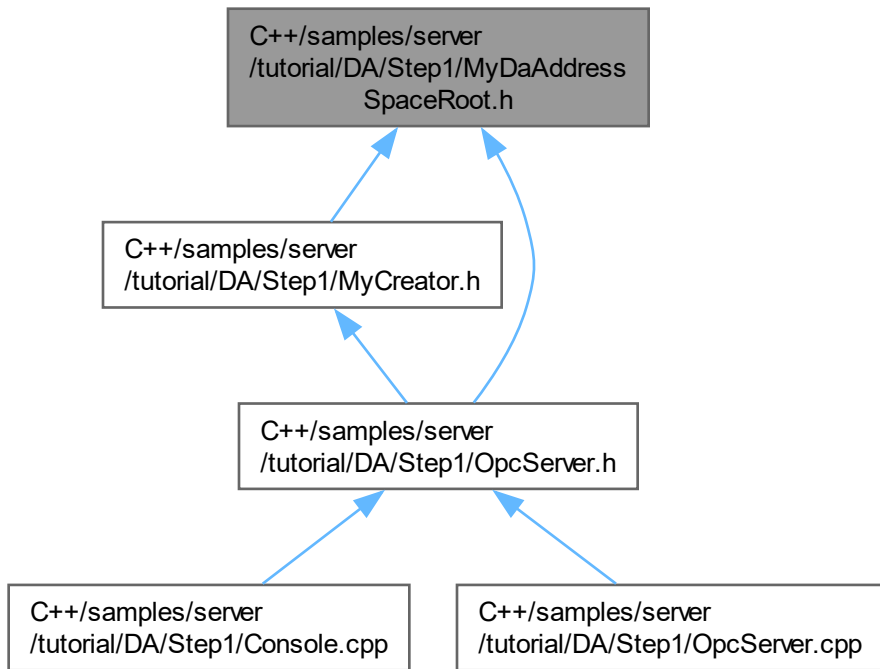 C++/samples/server
/tutorial/DA/Step1/MyDaAddress
SpaceRoot.h
C++/samples/server
/tutorial/DA/Step1/MyCreator.h
C++/samples/server
/tutorial/DA/Step1/OpcServer.h
C++/samples/server
/tutorial/DA/Step1/Console.cpp
C++/samples/server
/tutorial/DA/Step1/OpcServer.cpp